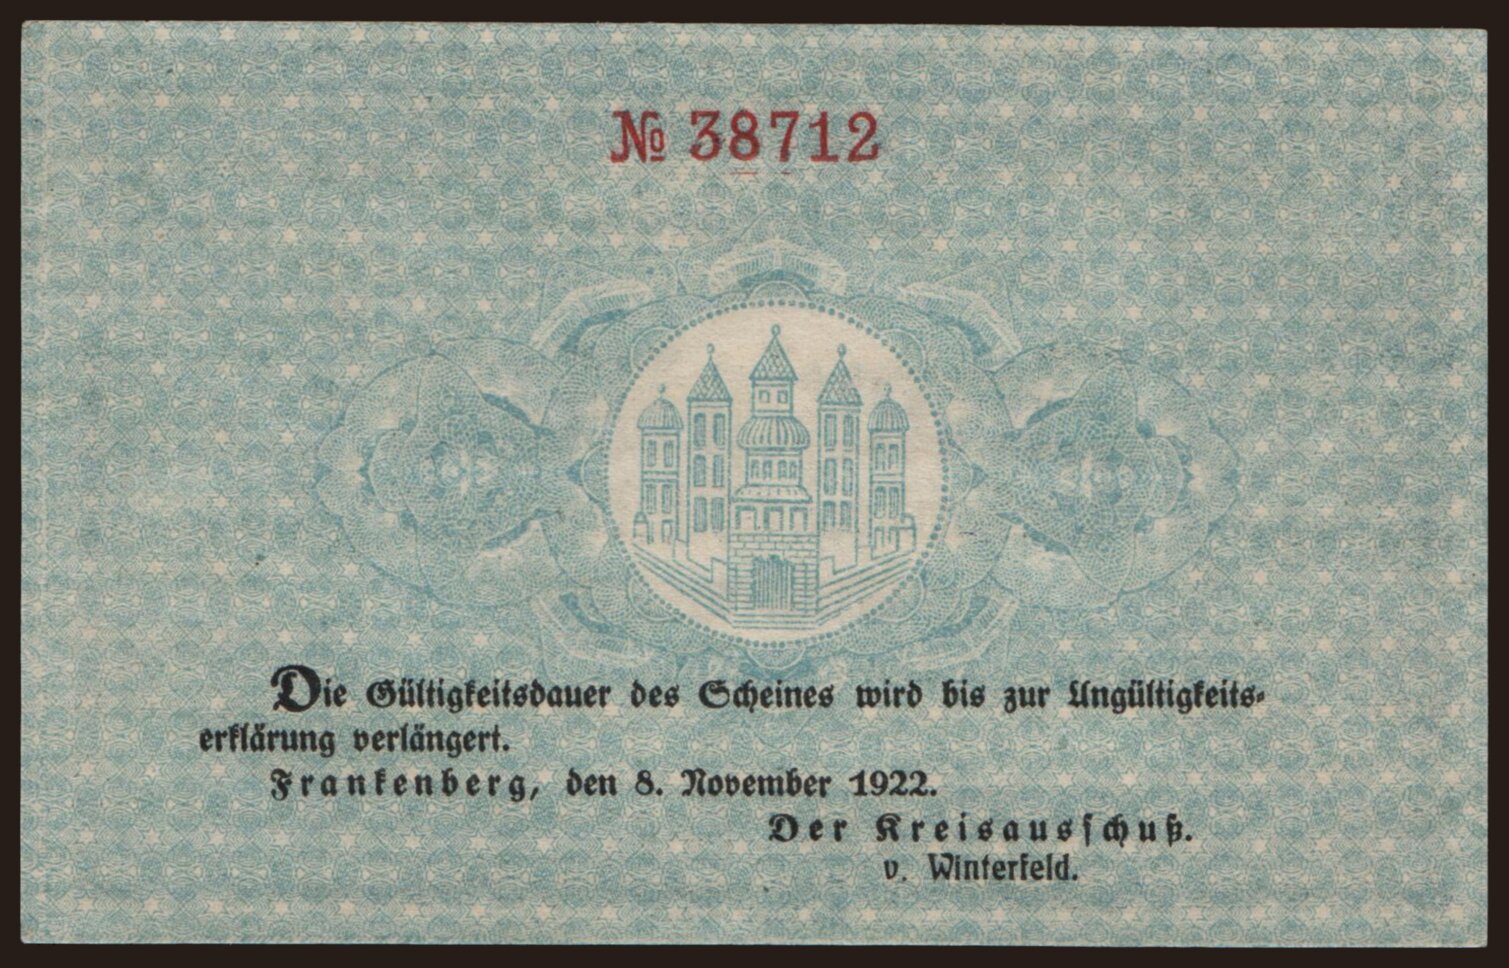 № 38712
Die Gültigkeitsdauer des Scheines wird bis zur Ungültigkeits-
erklärung verlängert.
Frankenberg, den 8. November 1922.
Der Kreisausschuß.
v. Winterfeld.